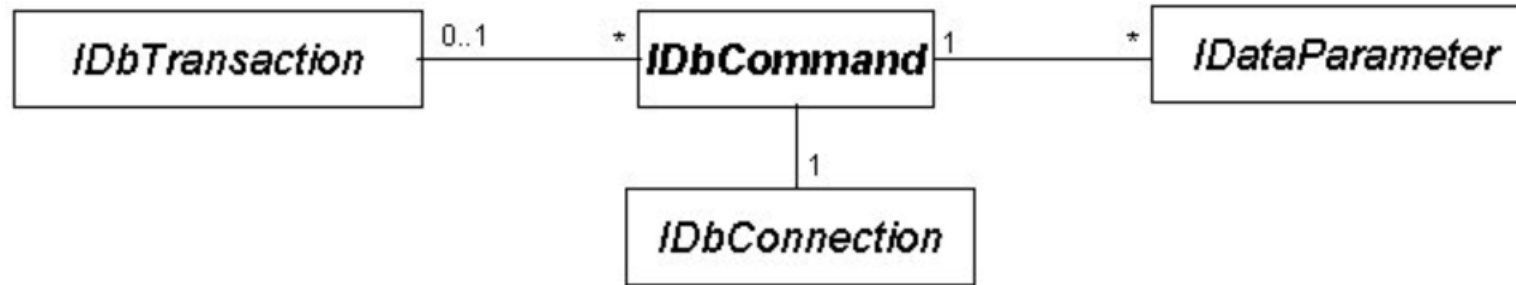 IDbTransaction
0..1
*
IDbCommand
1
*
IDataParameter
1
IDbConnection